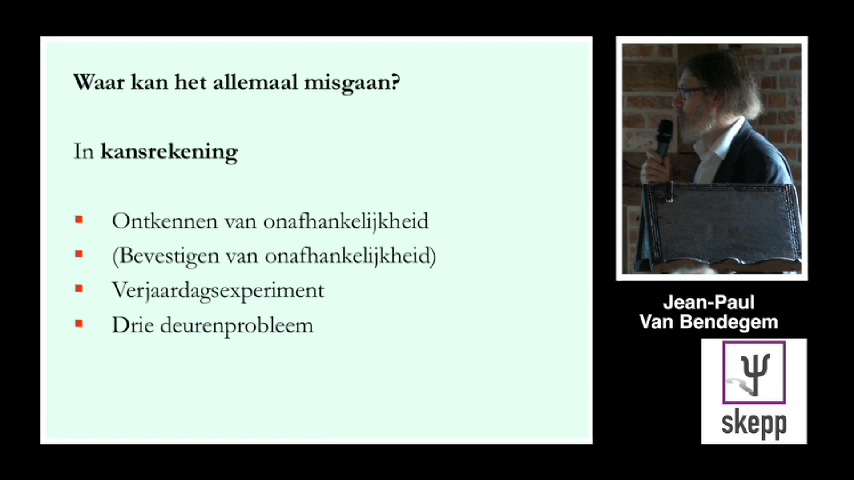 Waar kan het allemaal misgaan?
In kansrekening
Ontkennen van onafhankelijkheid
(Bevestigen van onafhankelijkheid)
Verjaardagsexperiment
Drie deurenprobleem
Jean-Paul
Van Bendegem
skepp